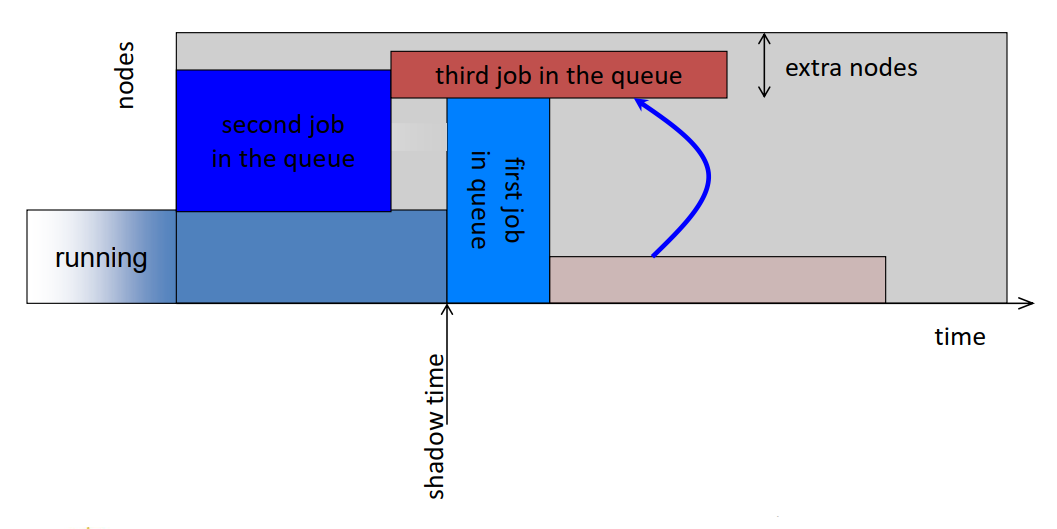 nodes
third job in the queue
extra nodes
second job
in the queue
first job
in queue
running
time
shadow time